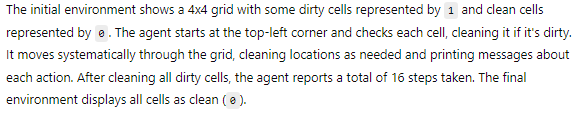 The initial environment shows a 4x4 grid with some dirty cells represented by 1 and clean cells
represented by 0 . The agent starts at the top-left corner and checks each cell, cleaning it if it's dirty.
It moves systematically through the grid, cleaning locations as needed and printing messages about
each action. After cleaning all dirty cells, the agent reports a total of 16 steps taken. The final
environment displays all cells as clean ( 0 ).